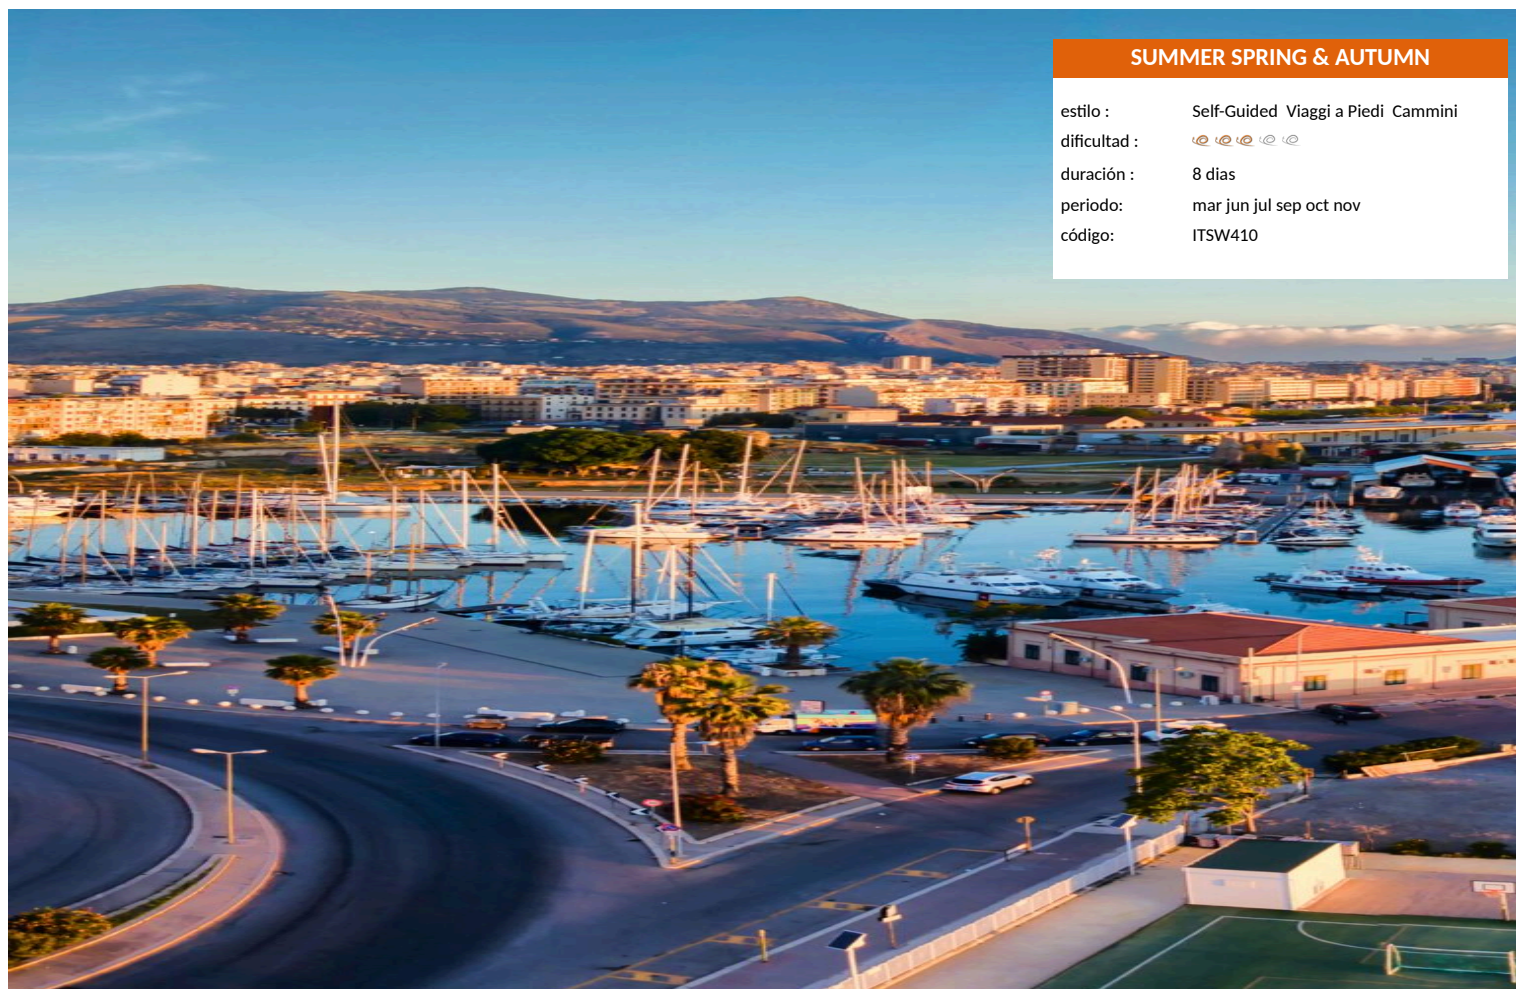 SUMMER SPRING & AUTUMN
estilo : Self-Guided Viaggi a Piedi Cammini
dificultad :
duración : 8 dias
periodo: mar jun jul sep oct nov
código: ITSW410